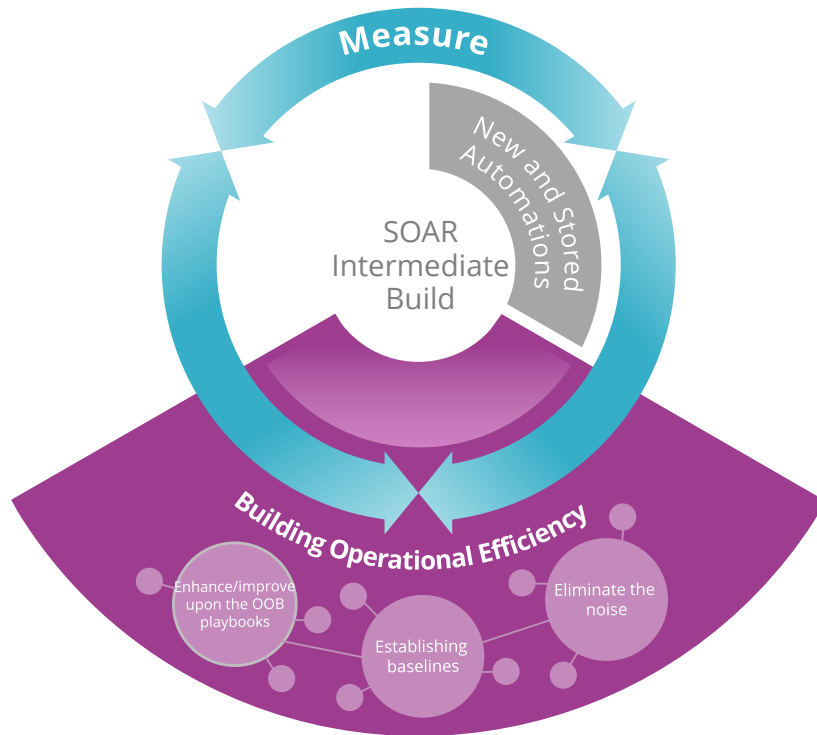 Measure
New and Stored
Automations
SOAR
Intermediate
Build
Building Operational Efficiency
Enhance/improve
upon the OOB
playbooks
Establishing
baselines
Eliminate the
noise